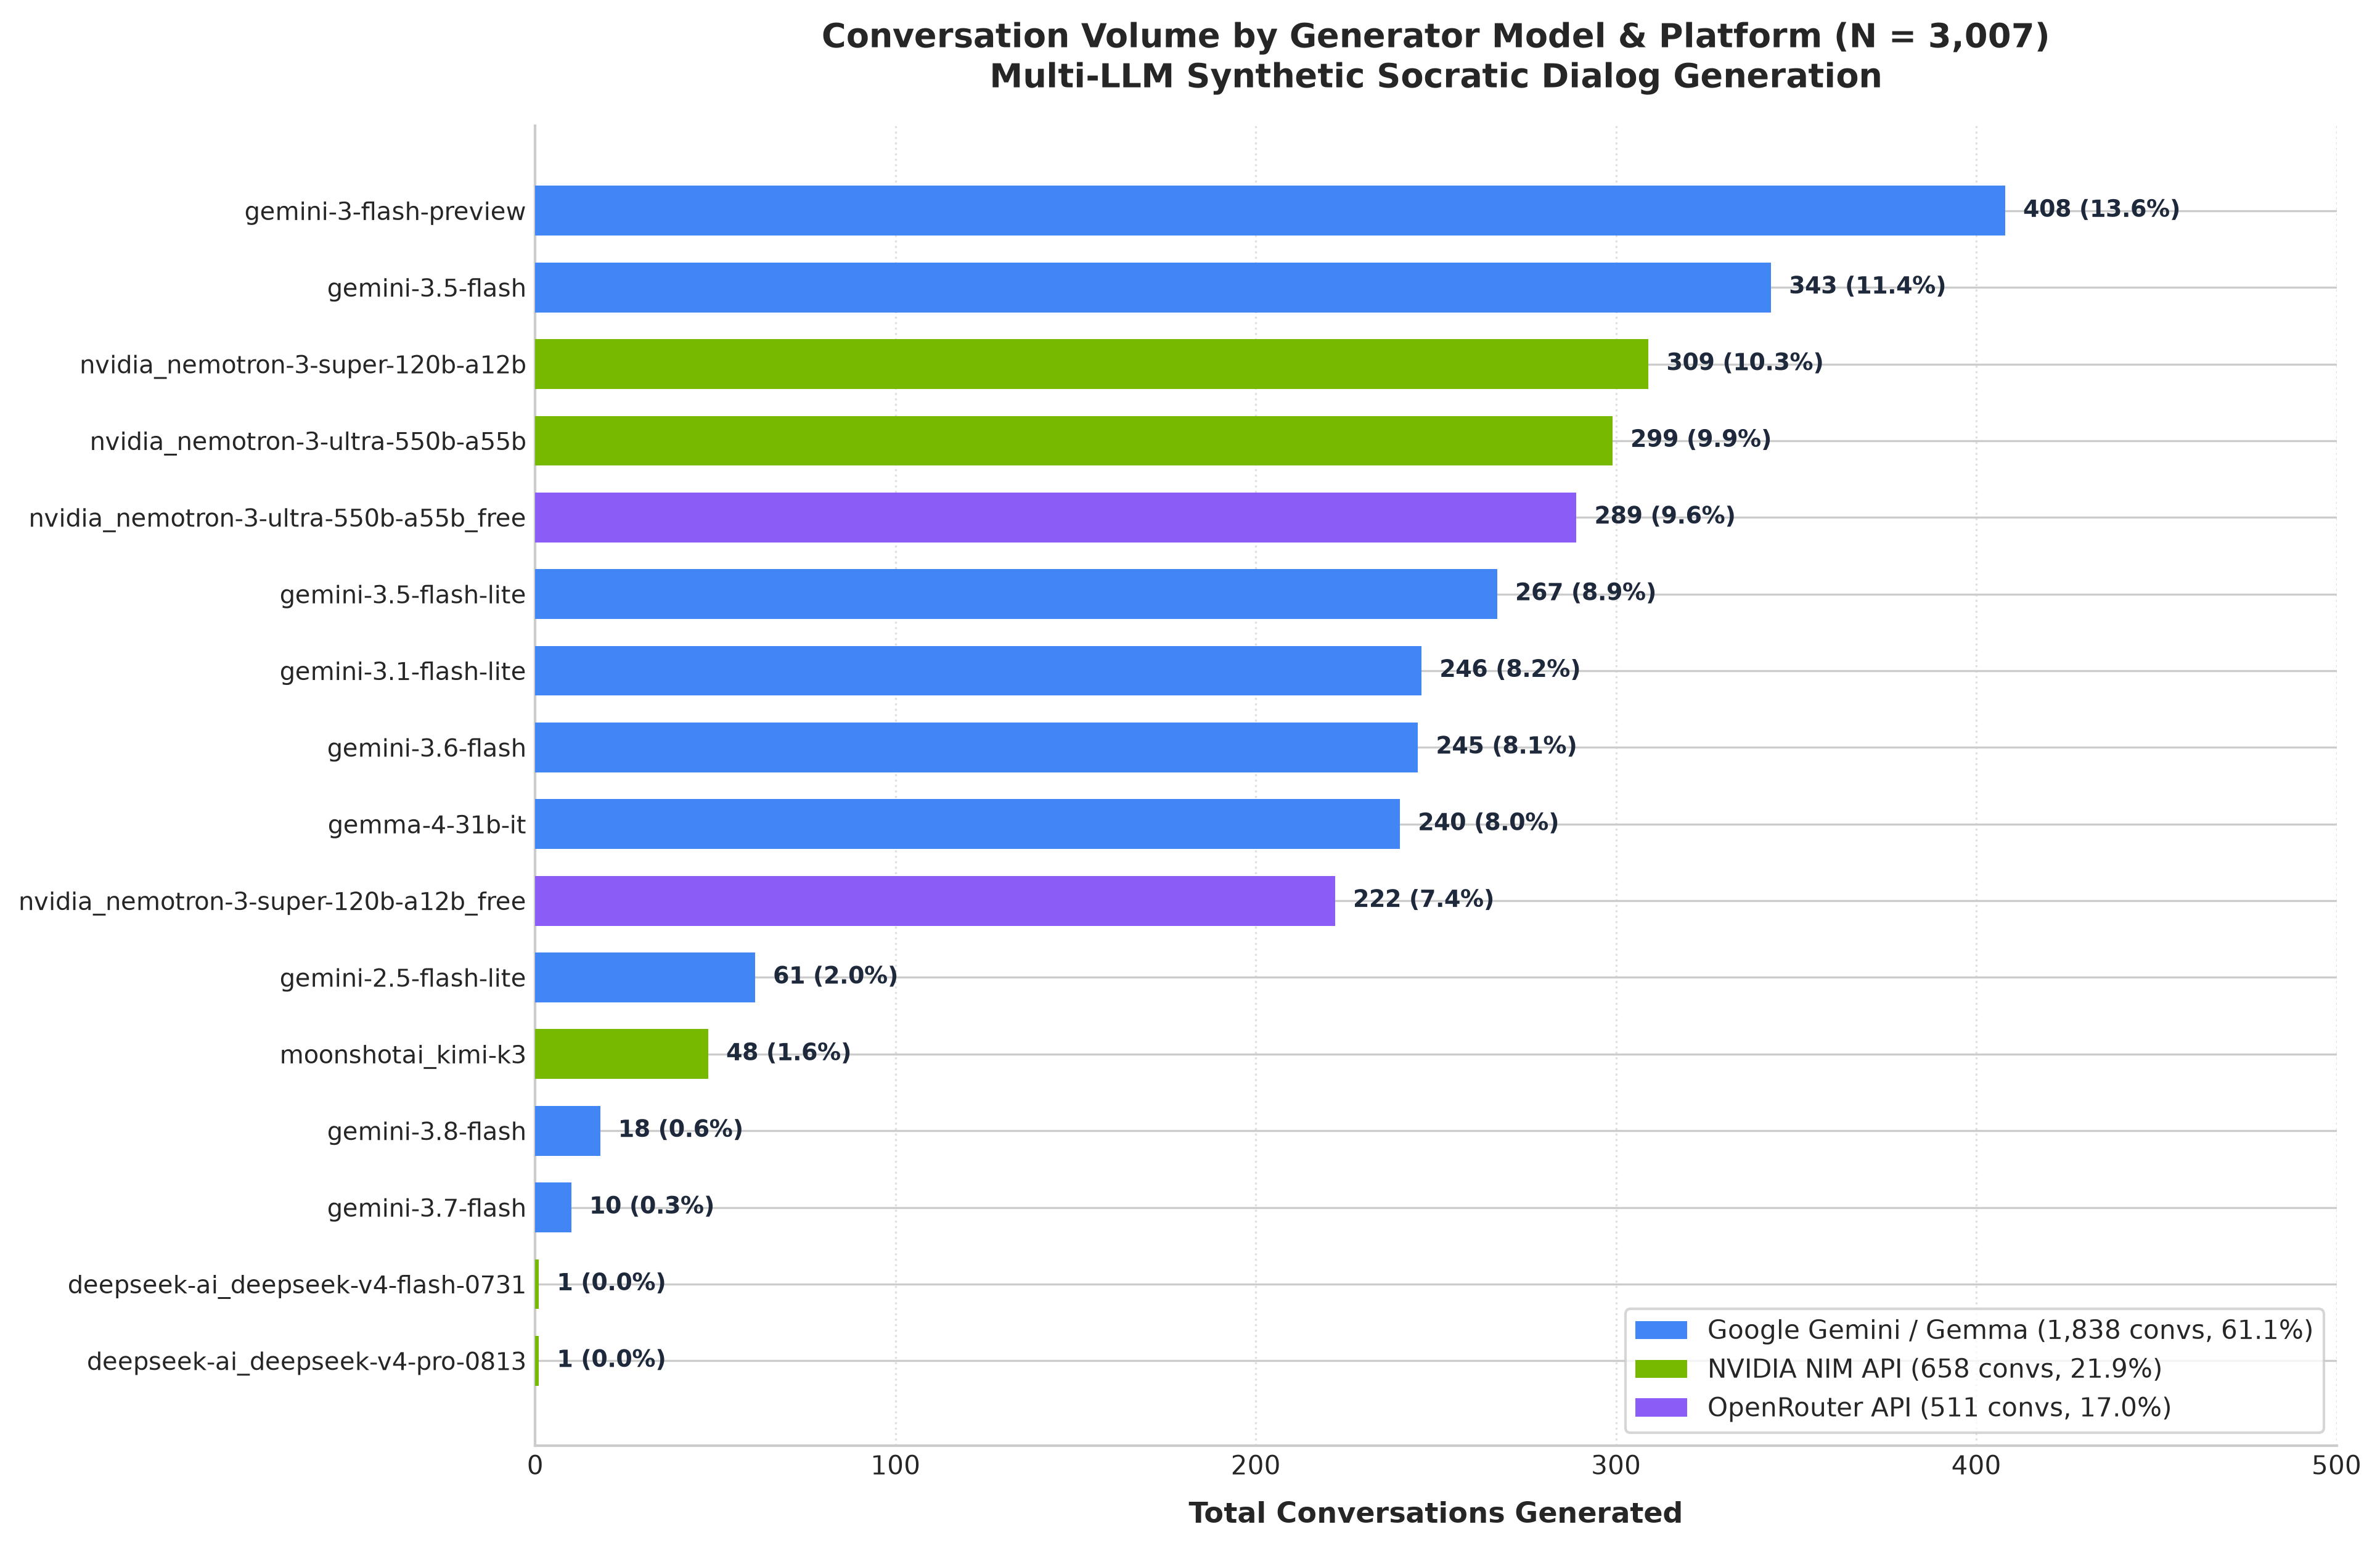 Conversation Volume by Generator Model & Platform (N = 3,007)
Multi-LLM Synthetic Socratic Dialog Generation
gemini-3-flash-preview
408 (13.6%)
gemini-3.5-flash
343 (11.4%)
nvidia_nemotron-3-super-120b-a12b
309 (10.3%)
nvidia_nemotron-3-ultra-550b-a55b
299 (9.9%)
nvidia_nemotron-3-ultra-550b-a55b_free
289 (9.6%)
gemini-3.5-flash-lite
267 (8.9%)
gemini-3.1-flash-lite
246 (8.2%)
gemini-3.6-flash
245 (8.1%)
gemma-4-31b-it
240 (8.0%)
nvidia_nemotron-3-super-120b-a12b_free
222 (7.4%)
gemini-2.5-flash-lite
61 (2.0%)
moonshotai_kimi-k3
48 (1.6%)
gemini-3.8-flash
18 (0.6%)
gemini-3.7-flash
10 (0.3%)
deepseek-ai_deepseek-v4-flash-0731
1 (0.0%)
deepseek-ai_deepseek-v4-pro-0813
1 (0.0%)
Google Gemini / Gemma (1,838 convs, 61.1%)
NVIDIA NIM API (658 convs, 21.9%)
OpenRouter API (511 convs, 17.0%)
0 100 200 300 400 500
Total Conversations Generated